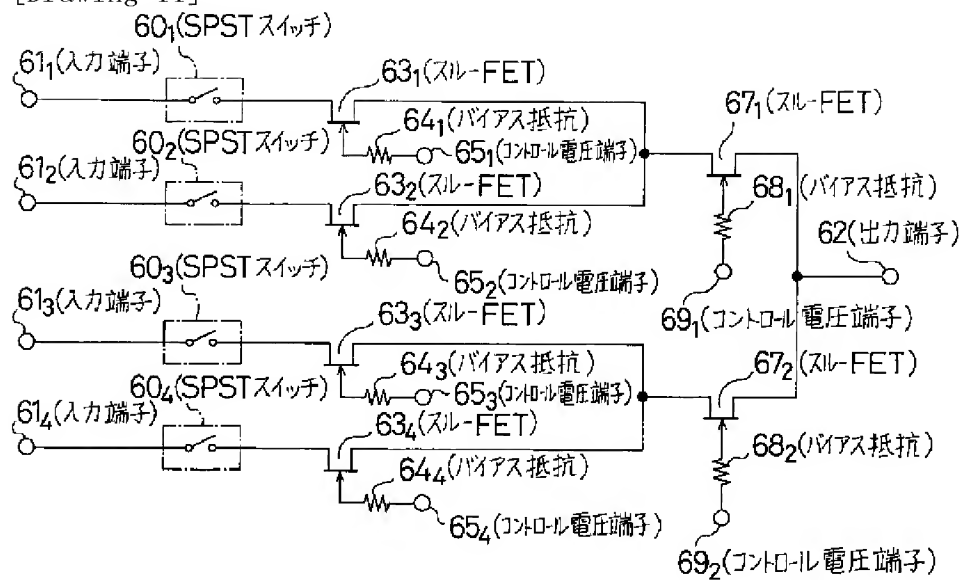 [Drawing 11]
60₁(SPSTスイッチ)
61₁(入力端子)
63₁(スルーFET)
67₁(スルーFET)
64₁(バイアス抵抗)
60₂(SPSTスイッチ)
65₁(コントロール電圧端子)
61₂(入力端子)
63₂(スルーFET)
68₁(バイアス抵抗)
64₂(バイアス抵抗)
62(出力端子)
60₃(SPSTスイッチ)
65₂(コントロール電圧端子)
61₃(入力端子)
63₃(スルーFET)
69₁(コントロール電圧端子)
64₃(バイアス抵抗)
67₂(スルーFET)
60₄(SPSTスイッチ)
65₃(コントロール電圧端子)
61₄(入力端子)
63₄(スルーFET)
68₂(バイアス抵抗)
64₄(バイアス抵抗)
65₄(コントロール電圧端子)
69₂(コントロール電圧端子)